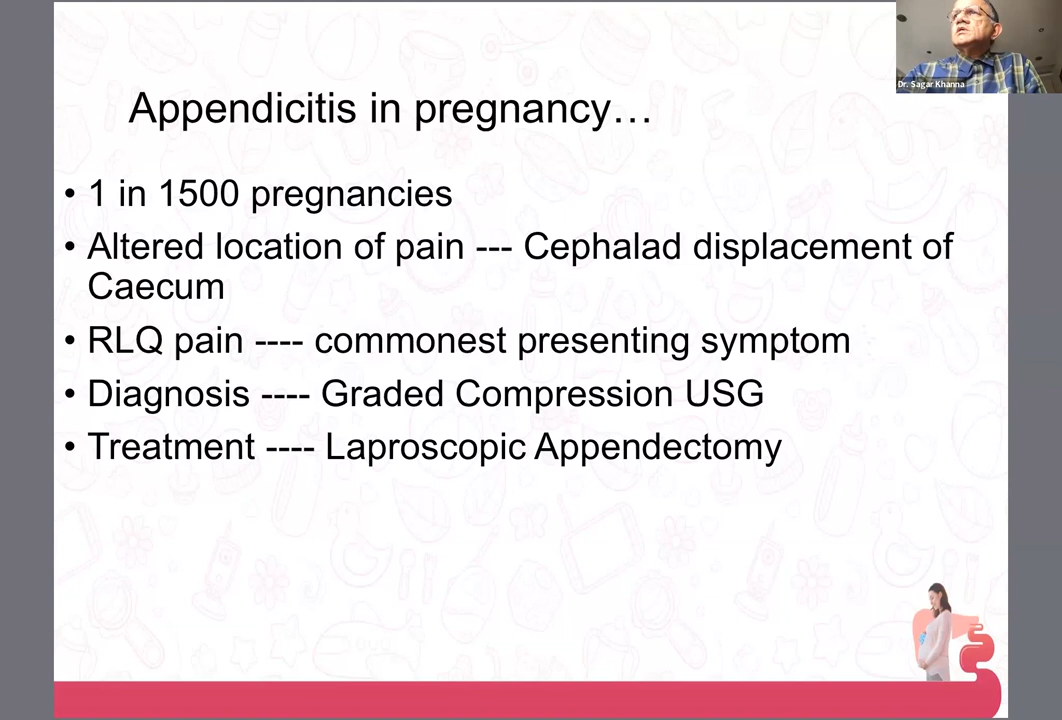 Dr. Sagar Khanna
Appendicitis in pregnancy…
• 1 in 1500 pregnancies
• Altered location of pain --- Cephalad displacement of
Caecum
• RLQ pain ---- commonest presenting symptom
• Diagnosis ---- Graded Compression USG
• Treatment ---- Laproscopic Appendectomy